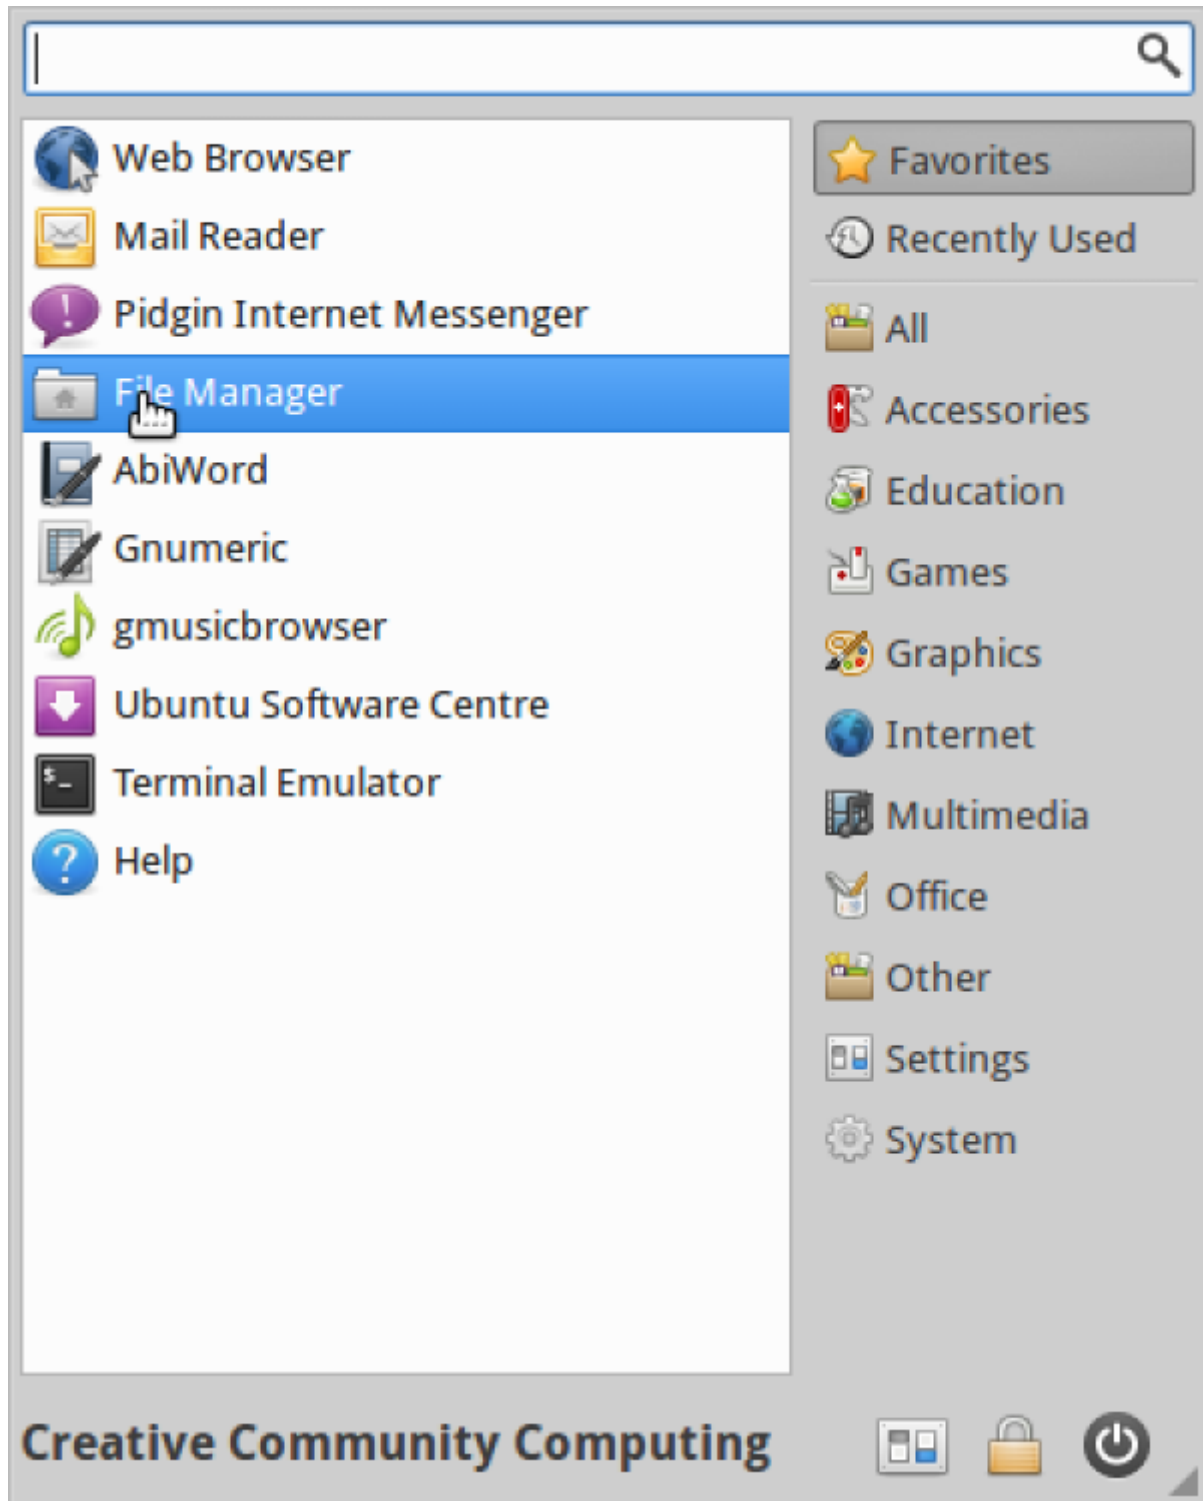 Web Browser
Mail Reader
Pidgin Internet Messenger
File Manager
AbiWord
Gnumeric
gmusicbrowser
Ubuntu Software Centre
Terminal Emulator
Help
Favorites
Recently Used
All
Accessories
Education
Games
Graphics
Internet
Multimedia
Office
Other
Settings
System
Creative Community Computing